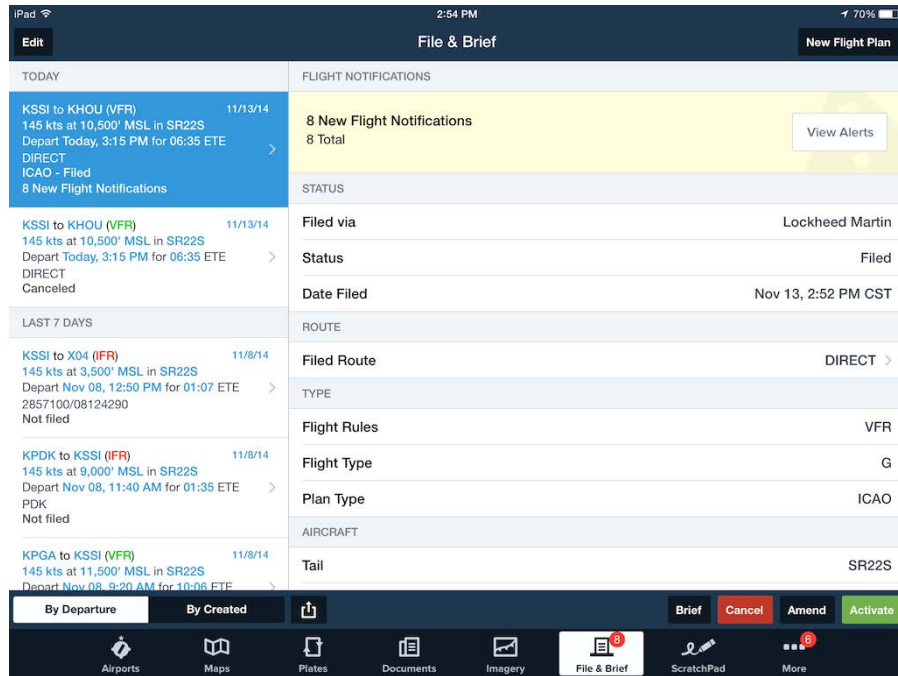 iPad 2:54 PM 70%
Edit File & Brief New Flight Plan
TODAY
KSSI to KHOU (VFR) 11/13/14
145 kts at 10,500' MSL in SR22S
Depart Today, 3:15 PM for 06:35 ETE
DIRECT
ICAO - Filed
8 New Flight Notifications
KSSI to KHOU (VFR) 11/13/14
145 kts at 10,500' MSL in SR22S
Depart Today, 3:15 PM for 06:35 ETE
DIRECT
Canceled
LAST 7 DAYS
KSSI to X04 (IFR) 11/8/14
145 kts at 3,500' MSL in SR22S
Depart Nov 08, 12:50 PM for 01:07 ETE
2857100/08124290
Not filed
KPDK to KSSI (IFR) 11/8/14
145 kts at 9,000' MSL in SR22S
Depart Nov 08, 11:40 AM for 01:35 ETE
PDK
Not filed
KPGA to KSSI (VFR) 11/8/14
145 kts at 11,500' MSL in SR22S
Depart Nov 08, 9:20 AM for 10:06 ETE
By Departure By Created
FLIGHT NOTIFICATIONS
8 New Flight Notifications
8 Total
View Alerts
STATUS
Filed via Lockheed Martin
Status Filed
Date Filed Nov 13, 2:52 PM CST
ROUTE
Filed Route DIRECT
TYPE
Flight Rules VFR
Flight Type G
Plan Type ICAO
AIRCRAFT
Tail SR22S
Brief Cancel Amend Activate
8 6
Airports Maps Plates Documents Imagery File & Brief ScratchPad More